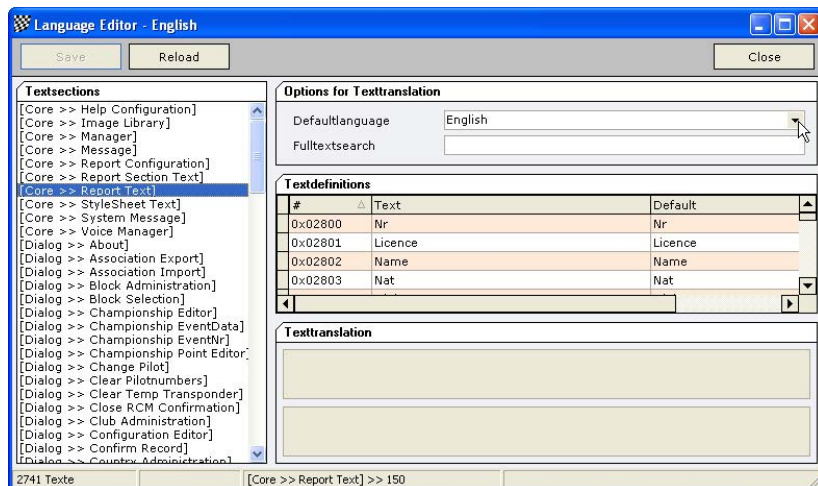 Language Editor - English
Save
Reload
Close
Textsections
[Core >> Help Configuration]
[Core >> Image Library]
[Core >> Manager]
[Core >> Message]
[Core >> Report Configuration]
[Core >> Report Section Text]
[Core >> Report Text]
[Core >> StyleSheet Text]
[Core >> System Message]
[Core >> Voice Manager]
[Dialog >> About]
[Dialog >> Association Export]
[Dialog >> Association Import]
[Dialog >> Block Administration]
[Dialog >> Block Selection]
[Dialog >> Championship Editor]
[Dialog >> Championship EventData]
[Dialog >> Championship EventNr]
[Dialog >> Championship Point Editor]
[Dialog >> Change Pilot]
[Dialog >> Clear Pilotnumbers]
[Dialog >> Clear Temp Transponder]
[Dialog >> Close RCM Confirmation]
[Dialog >> Club Administration]
[Dialog >> Configuration Editor]
[Dialog >> Confirm Record]
[Dialog >> Country Administration]
Options for Texttranslation
Defaultlanguage English
Fulltextsearch
Textdefinitions
# Text Default
0x02800 Nr Nr
0x02801 Licence Licence
0x02802 Name Name
0x02803 Nat Nat
Texttranslation
2741 Texte [Core >> Report Text] >> 150